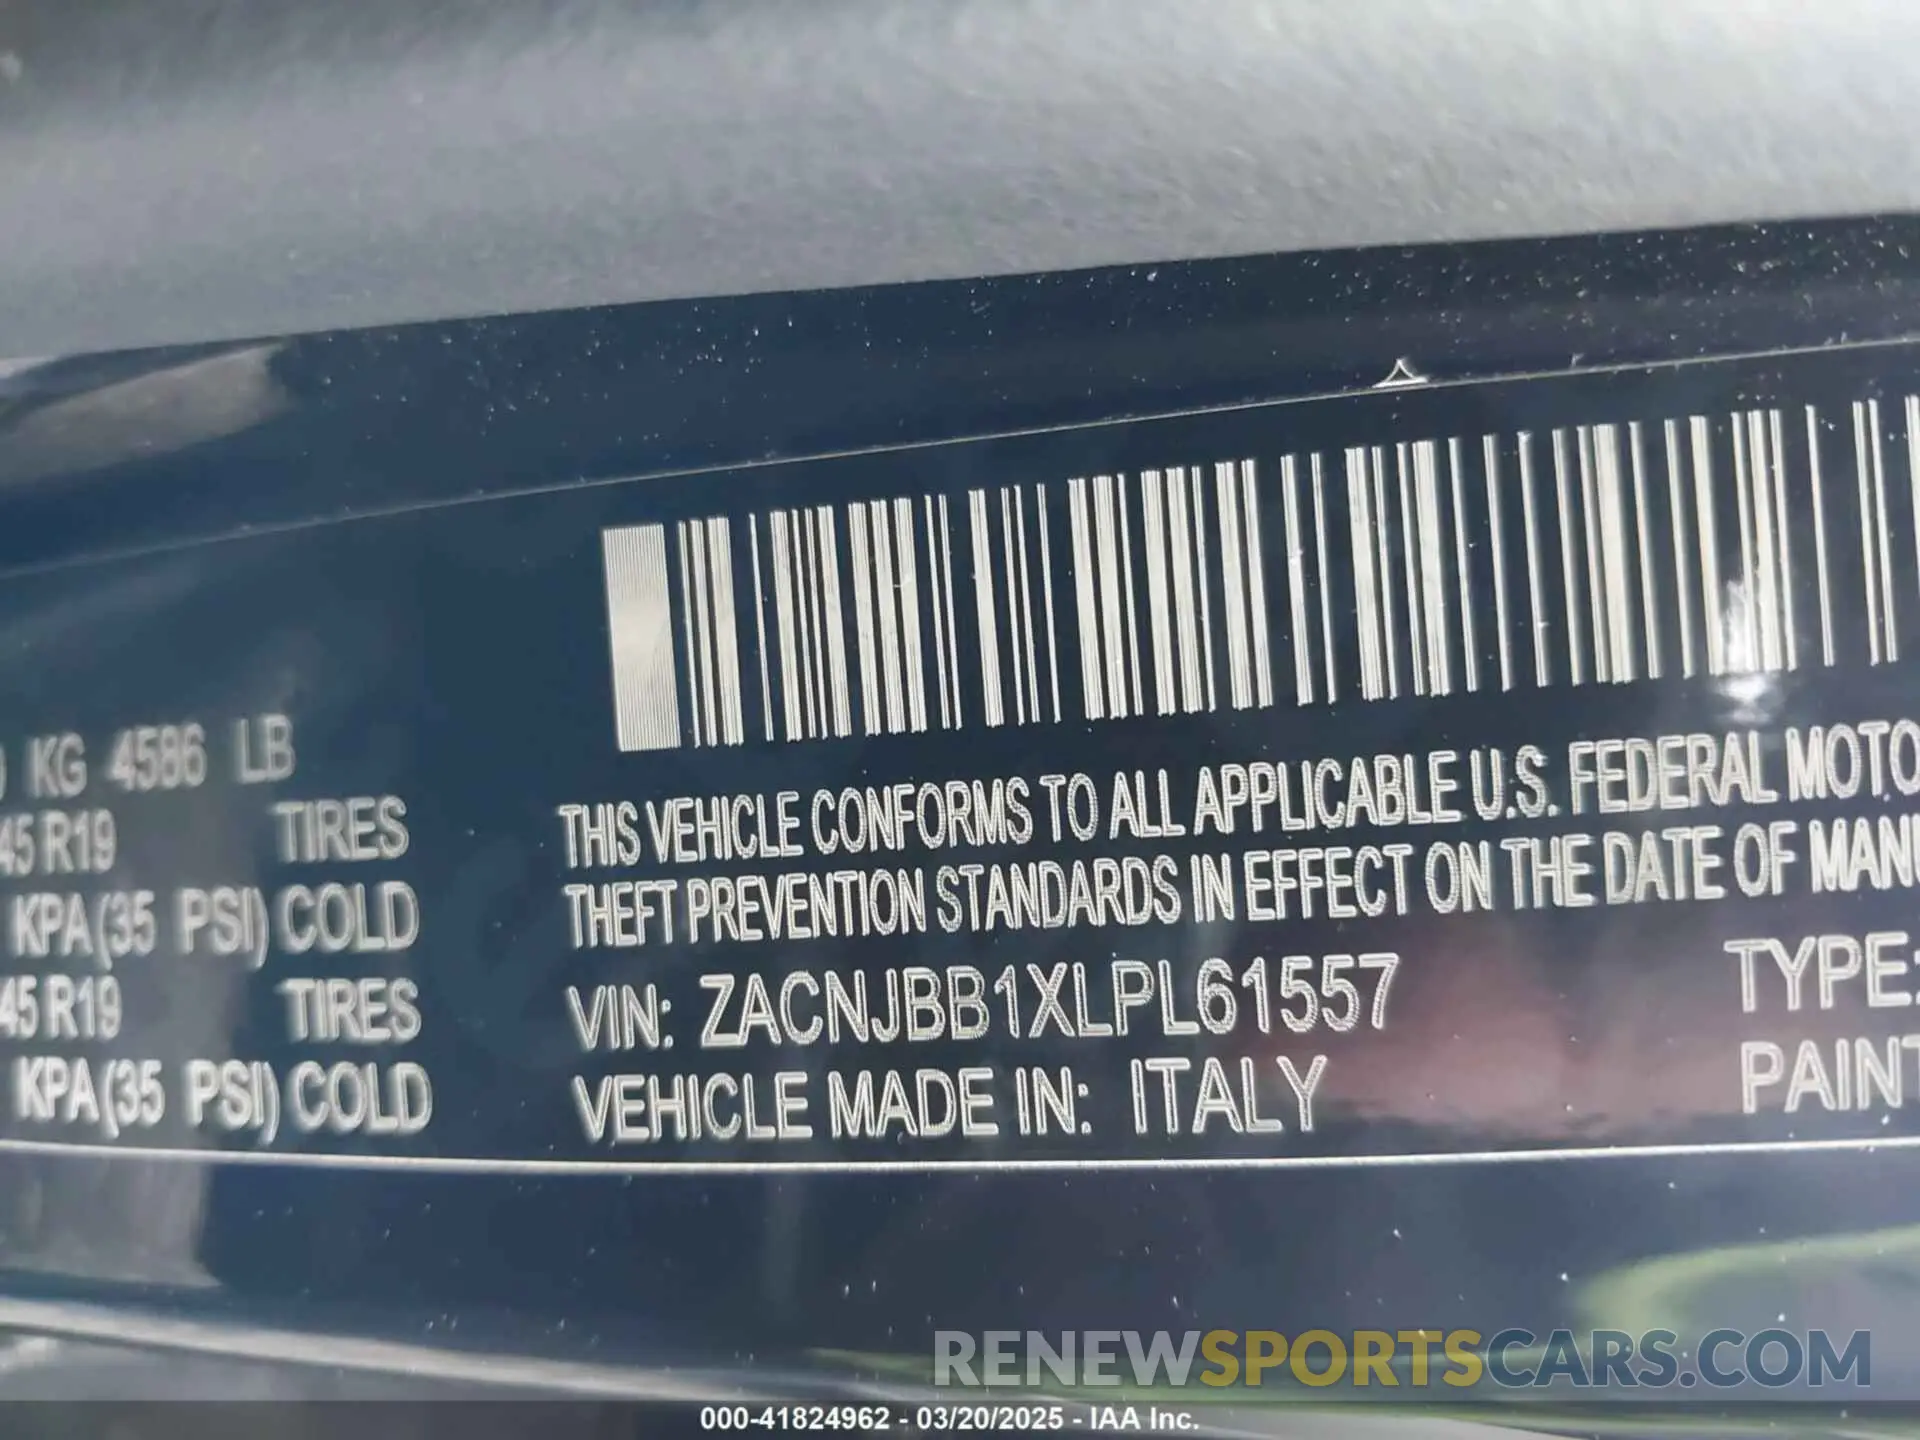 KG 4586 LB
45 R19 TIRES
KPA (35 PSI) COLD
45 R19 TIRES
KPA (35 PSI) COLD
THIS VEHICLE CONFORMS TO ALL APPLICABLE U.S. FEDERAL MOTO
THEFT PREVENTION STANDARDS IN EFFECT ON THE DATE OF MANU
VIN: ZACNJBB1XLPL61557 TYPE:
VEHICLE MADE IN: ITALY PAINT
RENEWSPORTSCARS.COM
000-41824962 - 03/20/2025 - IAA Inc.